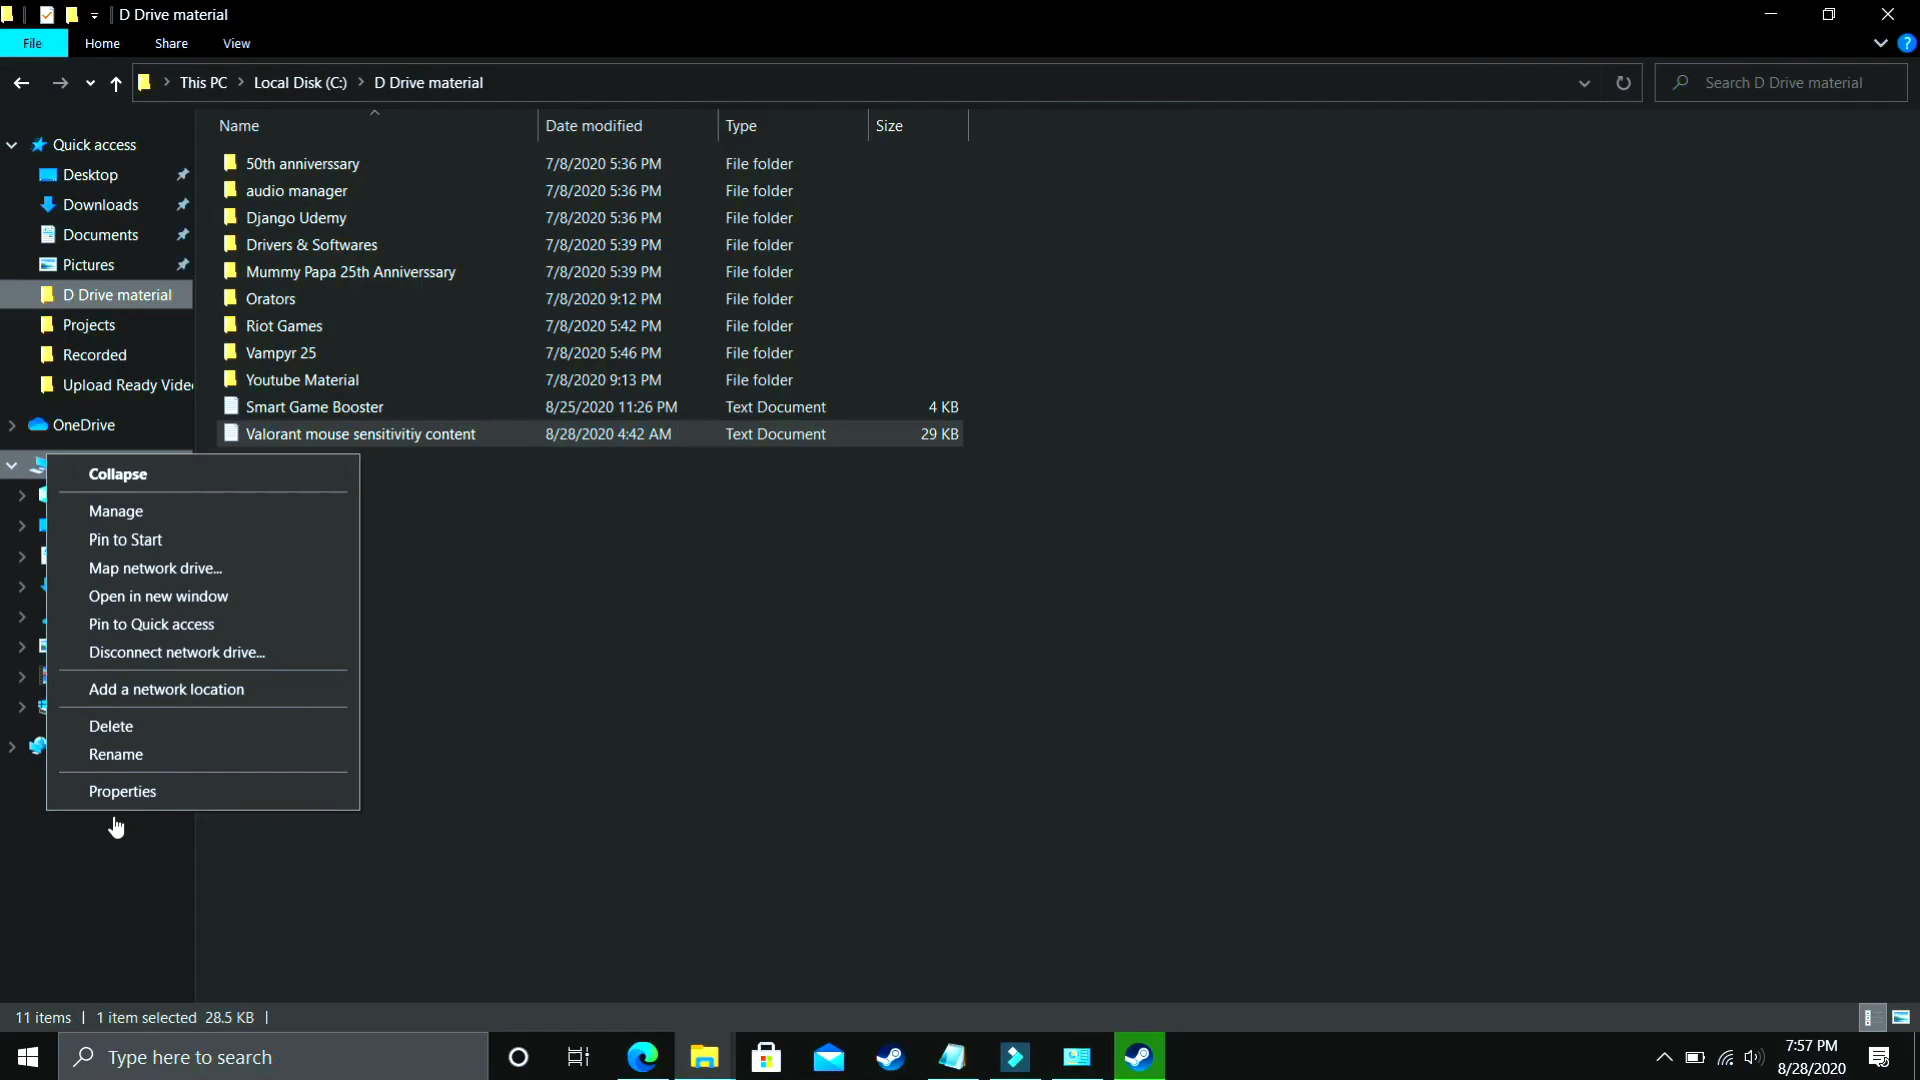 D Drive material
File Home Share View
This PC Local Disk (C:) D Drive material
Search D Drive material
Name Date modified Type Size
Quick access
Desktop
Downloads
Documents
Pictures
D Drive material
Projects
Recorded
Upload Ready
OneDrive
50th anniverssary 7/8/2020 5:36 PM File folder
audio manager 7/8/2020 5:36 PM File folder
Django Udemy 7/8/2020 5:36 PM File folder
Drivers & Softwares 7/8/2020 5:39 PM File folder
Mummy Papa 25th Anniverssary 7/8/2020 5:39 PM File folder
Orators 7/8/2020 9:12 PM File folder
Riot Games 7/8/2020 5:42 PM File folder
Vampyr 25 7/8/2020 5:46 PM File folder
Youtube Material 7/8/2020 9:13 PM File folder
Smart Game Booster 8/25/2020 11:26 PM Text Document 4 KB
Valorant mouse sensitivitiy content 8/28/2020 4:42 AM Text Document 29 KB
Collapse
Manage
Pin to Start
Map network drive...
Open in new window
Pin to Quick access
Disconnect network drive...
Add a network location
Delete
Rename
Properties
11 items | 1 item selected 28.5 KB |
Type here to search
7:57 PM
8/28/2020